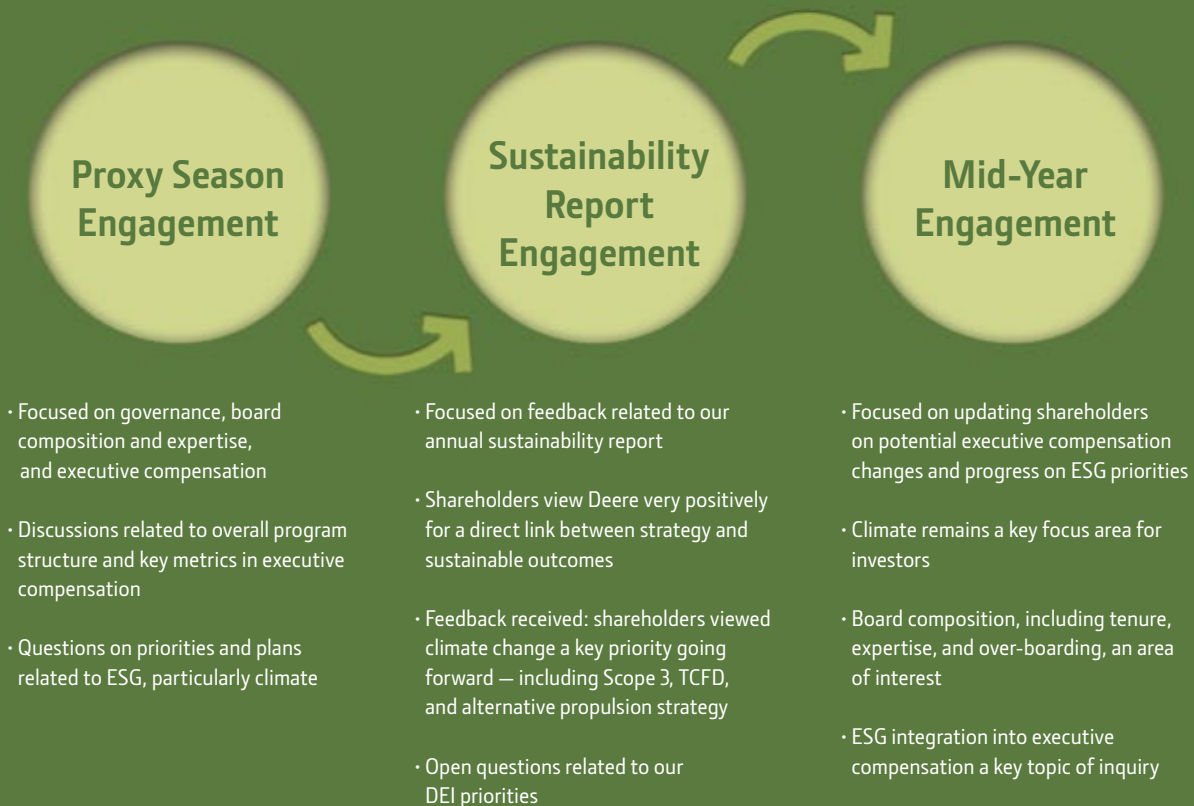 Proxy Season
Engagement
· Focused on governance, board
composition and expertise,
and executive compensation
· Discussions related to overall program
structure and key metrics in executive
compensation
· Questions on priorities and plans
related to ESG, particularly climate
Sustainability
Report
Engagement
· Focused on feedback related to our
annual sustainability report
· Shareholders view Deere very positively
for a direct link between strategy and
sustainable outcomes
· Feedback received: shareholders viewed
climate change a key priority going
forward — including Scope 3, TCFD,
and alternative propulsion strategy
· Open questions related to our
DEI priorities
Mid-Year
Engagement
· Focused on updating shareholders
on potential executive compensation
changes and progress on ESG priorities
· Climate remains a key focus area for
investors
· Board composition, including tenure,
expertise, and over-boarding, an area
of interest
· ESG integration into executive
compensation a key topic of inquiry